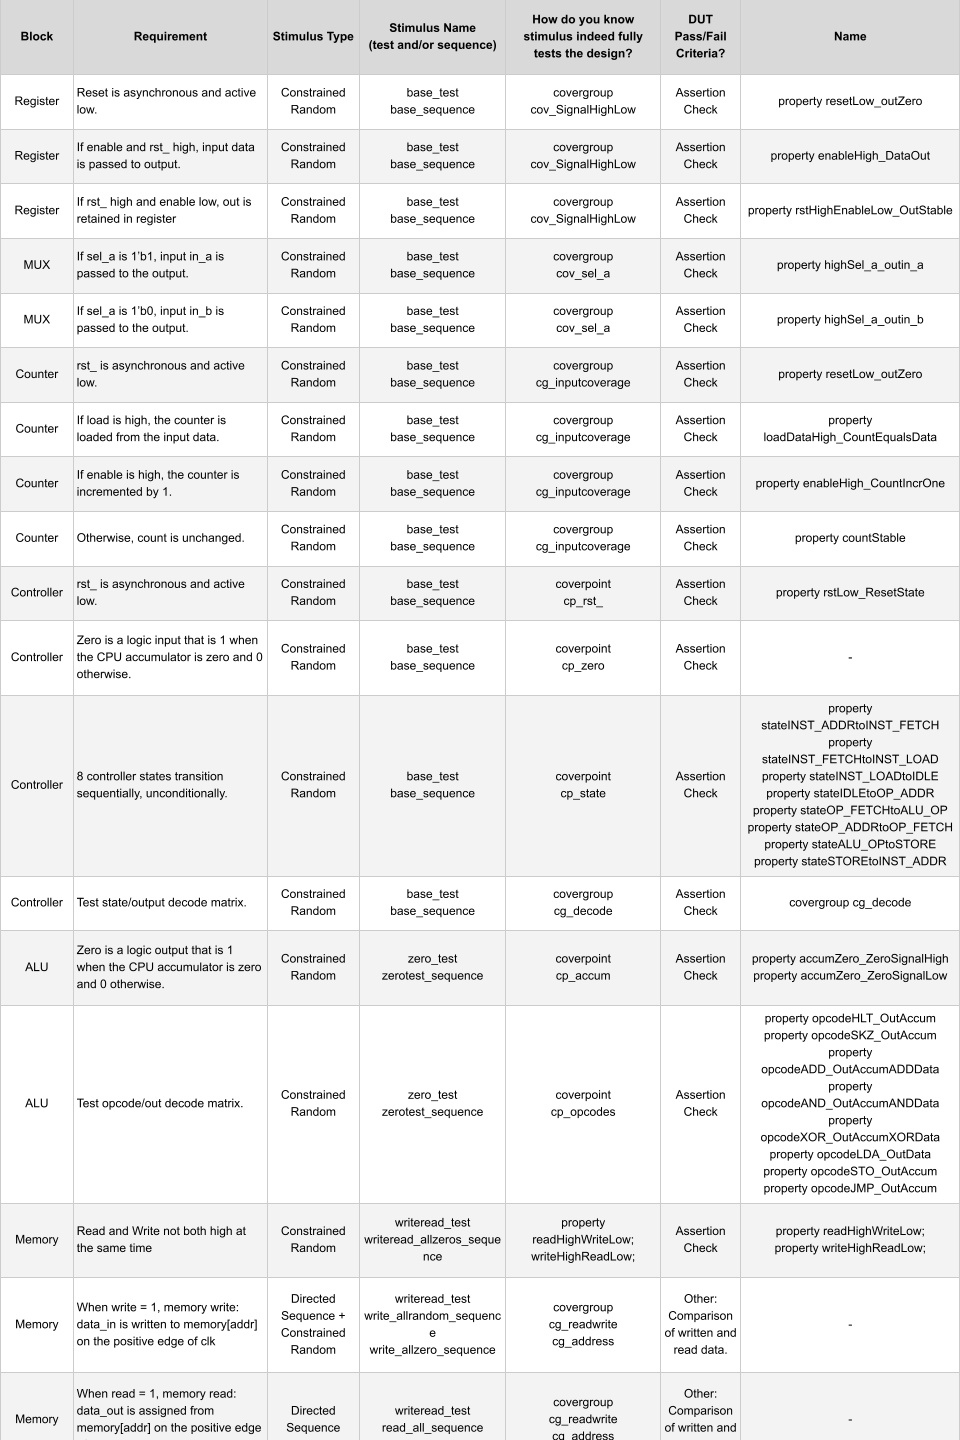 Block
Requirement
Stimulus Type
Stimulus Name
(test and/or sequence)
How do you know
stimulus indeed fully
tests the design?
DUT
Pass/Fail
Criteria?
Name
Register
Reset is asynchronous and active
low.
Constrained
Random
base_test
base_sequence
covergroup
cov_SignalHighLow
Assertion
Check
property resetLow_outZero
Register
If enable and rst_ high, input data
is passed to output.
Constrained
Random
base_test
base_sequence
covergroup
cov_SignalHighLow
Assertion
Check
property enableHigh_DataOut
Register
If rst_ high and enable low, out is
retained in register
Constrained
Random
base_test
base_sequence
covergroup
cov_SignalHighLow
Assertion
Check
property rstHighEnableLow_OutStable
MUX
If sel_a is 1'b1, input in_a is
passed to the output.
Constrained
Random
base_test
base_sequence
covergroup
cov_sel_a
Assertion
Check
property highSel_a_outin_a
MUX
If sel_a is 1'b0, input in_b is
passed to the output.
Constrained
Random
base_test
base_sequence
covergroup
cov_sel_a
Assertion
Check
property highSel_a_outin_b
Counter
rst_ is asynchronous and active
low.
Constrained
Random
base_test
base_sequence
covergroup
cg_inputcoverage
Assertion
Check
property resetLow_outZero
Counter
If load is high, the counter is
loaded from the input data.
Constrained
Random
base_test
base_sequence
covergroup
cg_inputcoverage
Assertion
Check
property
loadDataHigh_CountEqualsData
Counter
If enable is high, the counter is
incremented by 1.
Constrained
Random
base_test
base_sequence
covergroup
cg_inputcoverage
Assertion
Check
property enableHigh_CountIncrOne
Counter
Otherwise, count is unchanged.
Constrained
Random
base_test
base_sequence
covergroup
cg_inputcoverage
Assertion
Check
property countStable
Controller
rst_ is asynchronous and active
low.
Constrained
Random
base_test
base_sequence
coverpoint
cp_rst_
Assertion
Check
property rstLow_ResetState
Controller
Zero is a logic input that is 1 when
the CPU accumulator is zero and 0
otherwise.
Constrained
Random
base_test
base_sequence
coverpoint
cp_zero
Assertion
Check
-
Controller
8 controller states transition
sequentially, unconditionally.
Constrained
Random
base_test
base_sequence
coverpoint
cp_state
Assertion
Check
property
stateINST_ADDRtoINST_FETCH
property
stateINST_FETCHtoINST_LOAD
property stateINST_LOADtoIDLE
property stateIDLEtoOP_ADDR
property stateOP_FETCHtoALU_OP
property stateOP_ADDRtoOP_FETCH
property stateALU_OPtoSTORE
property stateSTOREtoINST_ADDR
Controller
Test state/output decode matrix.
Constrained
Random
base_test
base_sequence
covergroup
cg_decode
Assertion
Check
covergroup cg_decode
ALU
Zero is a logic output that is 1
when the CPU accumulator is zero
and 0 otherwise.
Constrained
Random
zero_test
zerotest_sequence
coverpoint
cp_accum
Assertion
Check
property accumZero_ZeroSignalHigh
property accumZero_ZeroSignalLow
ALU
Test opcode/out decode matrix.
Constrained
Random
zero_test
zerotest_sequence
coverpoint
cp_opcodes
Assertion
Check
property opcodeHLT_OutAccum
property opcodeSKZ_OutAccum
property
opcodeADD_OutAccumADDData
property
opcodeAND_OutAccumANDData
property
opcodeXOR_OutAccumXORData
property opcodeLDA_OutData
property opcodeSTO_OutAccum
property opcodeJMP_OutAccum
Memory
Read and Write not both high at
the same time
Constrained
Random
writeread_test
writeread_allzeros_seque
nce
property
readHighWriteLow;
writeHighReadLow;
Assertion
Check
property readHighWriteLow;
property writeHighReadLow;
Memory
When write = 1, memory write:
data_in is written to memory[addr]
on the positive edge of clk
Directed
Sequence +
Constrained
Random
writeread_test
write_allrandom_sequenc
e
write_allzero_sequence
covergroup
cg_readwrite
cg_address
Other:
Comparison
of written and
read data.
-
Memory
When read = 1, memory read:
data_out is assigned from
memory[addr] on the positive edge
Directed
Sequence
writeread_test
read_all_sequence
covergroup
cg_readwrite
cg_address
Other:
Comparison
of written and
-